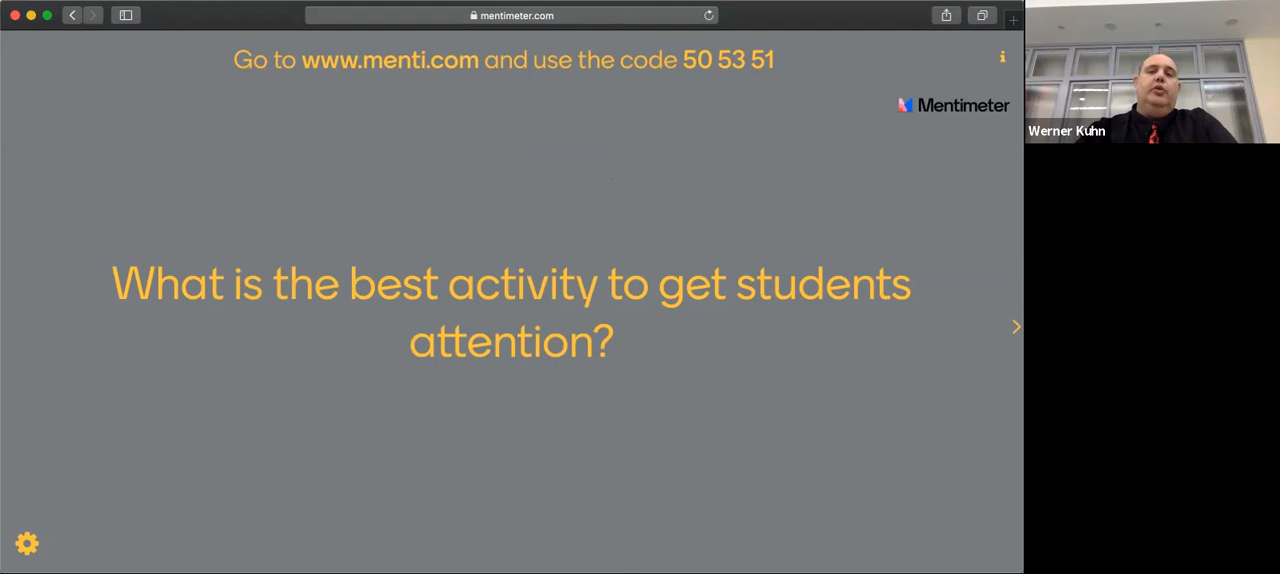 mentimeter.com
Go to www.menti.com and use the code 50 53 51
Mentimeter
Werner Kuhn
What is the best activity to get students
attention?